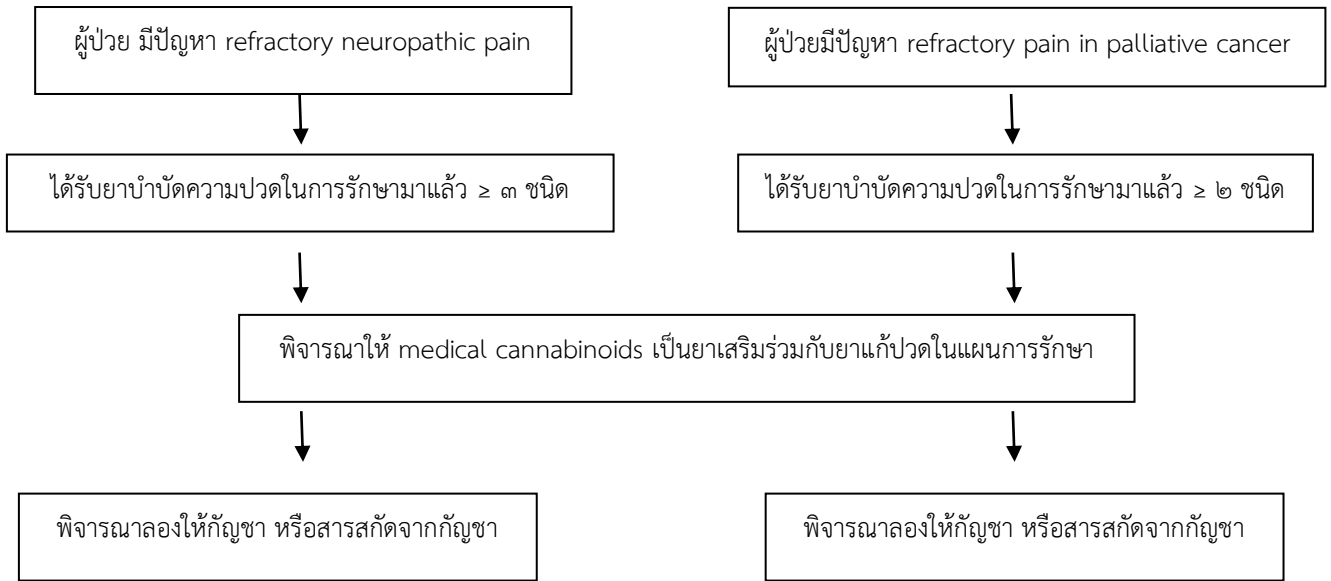 ผู้ป่วย มีปัญหา refractory neuropathic pain
ผู้ป่วยมีปัญหา refractory pain in palliative cancer
ได้รับยาบำบัดความปวดในการรักษามาแล้ว ≥ ๓ ชนิด
ได้รับยาบำบัดความปวดในการรักษามาแล้ว ≥ ๒ ชนิด
พิจารณาให้ medical cannabinoids เป็นยาเสริมร่วมกับยาแก้ปวดในแผนการรักษา
พิจารณาลองให้กัญชา หรือสารสกัดจากกัญชา
พิจารณาลองให้กัญชา หรือสารสกัดจากกัญชา